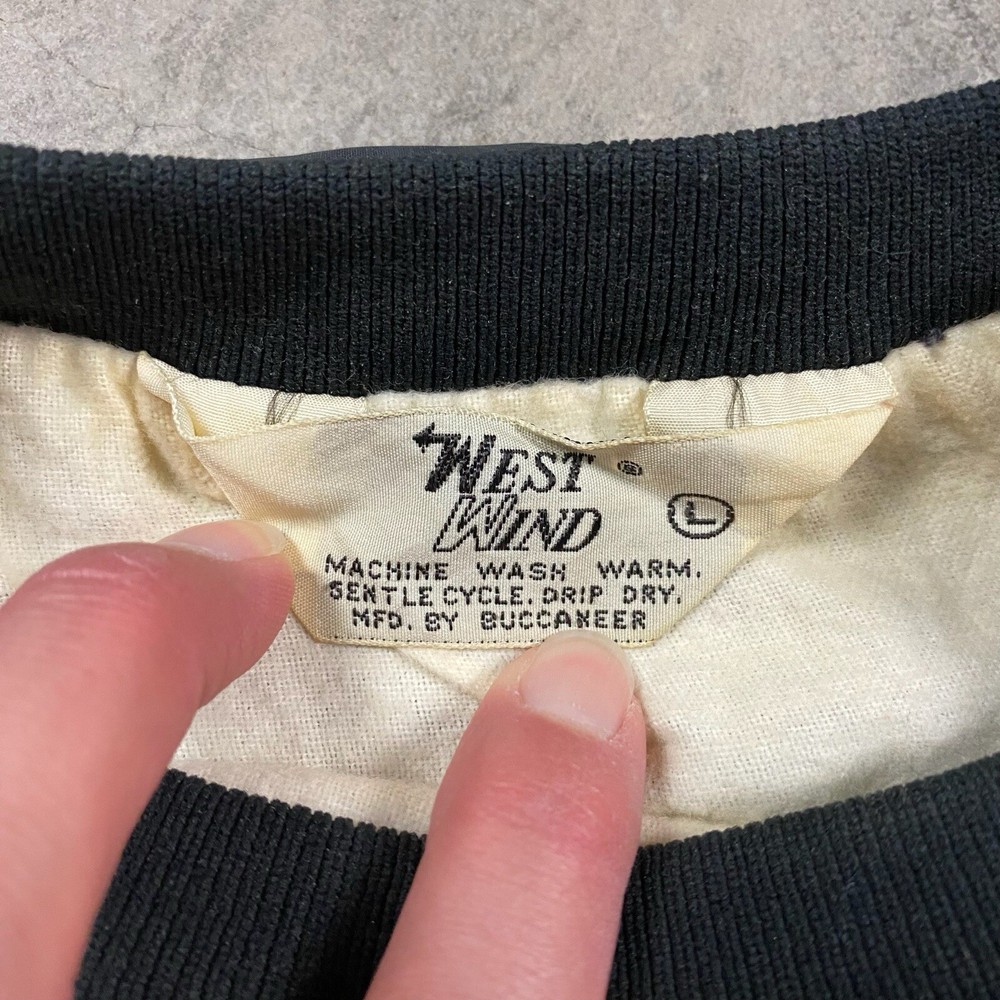 WEST ®
WIND
L
MACHINE WASH WARM.
GENTLE CYCLE. DRIP DRY.
MFD. BY BUCCANEER